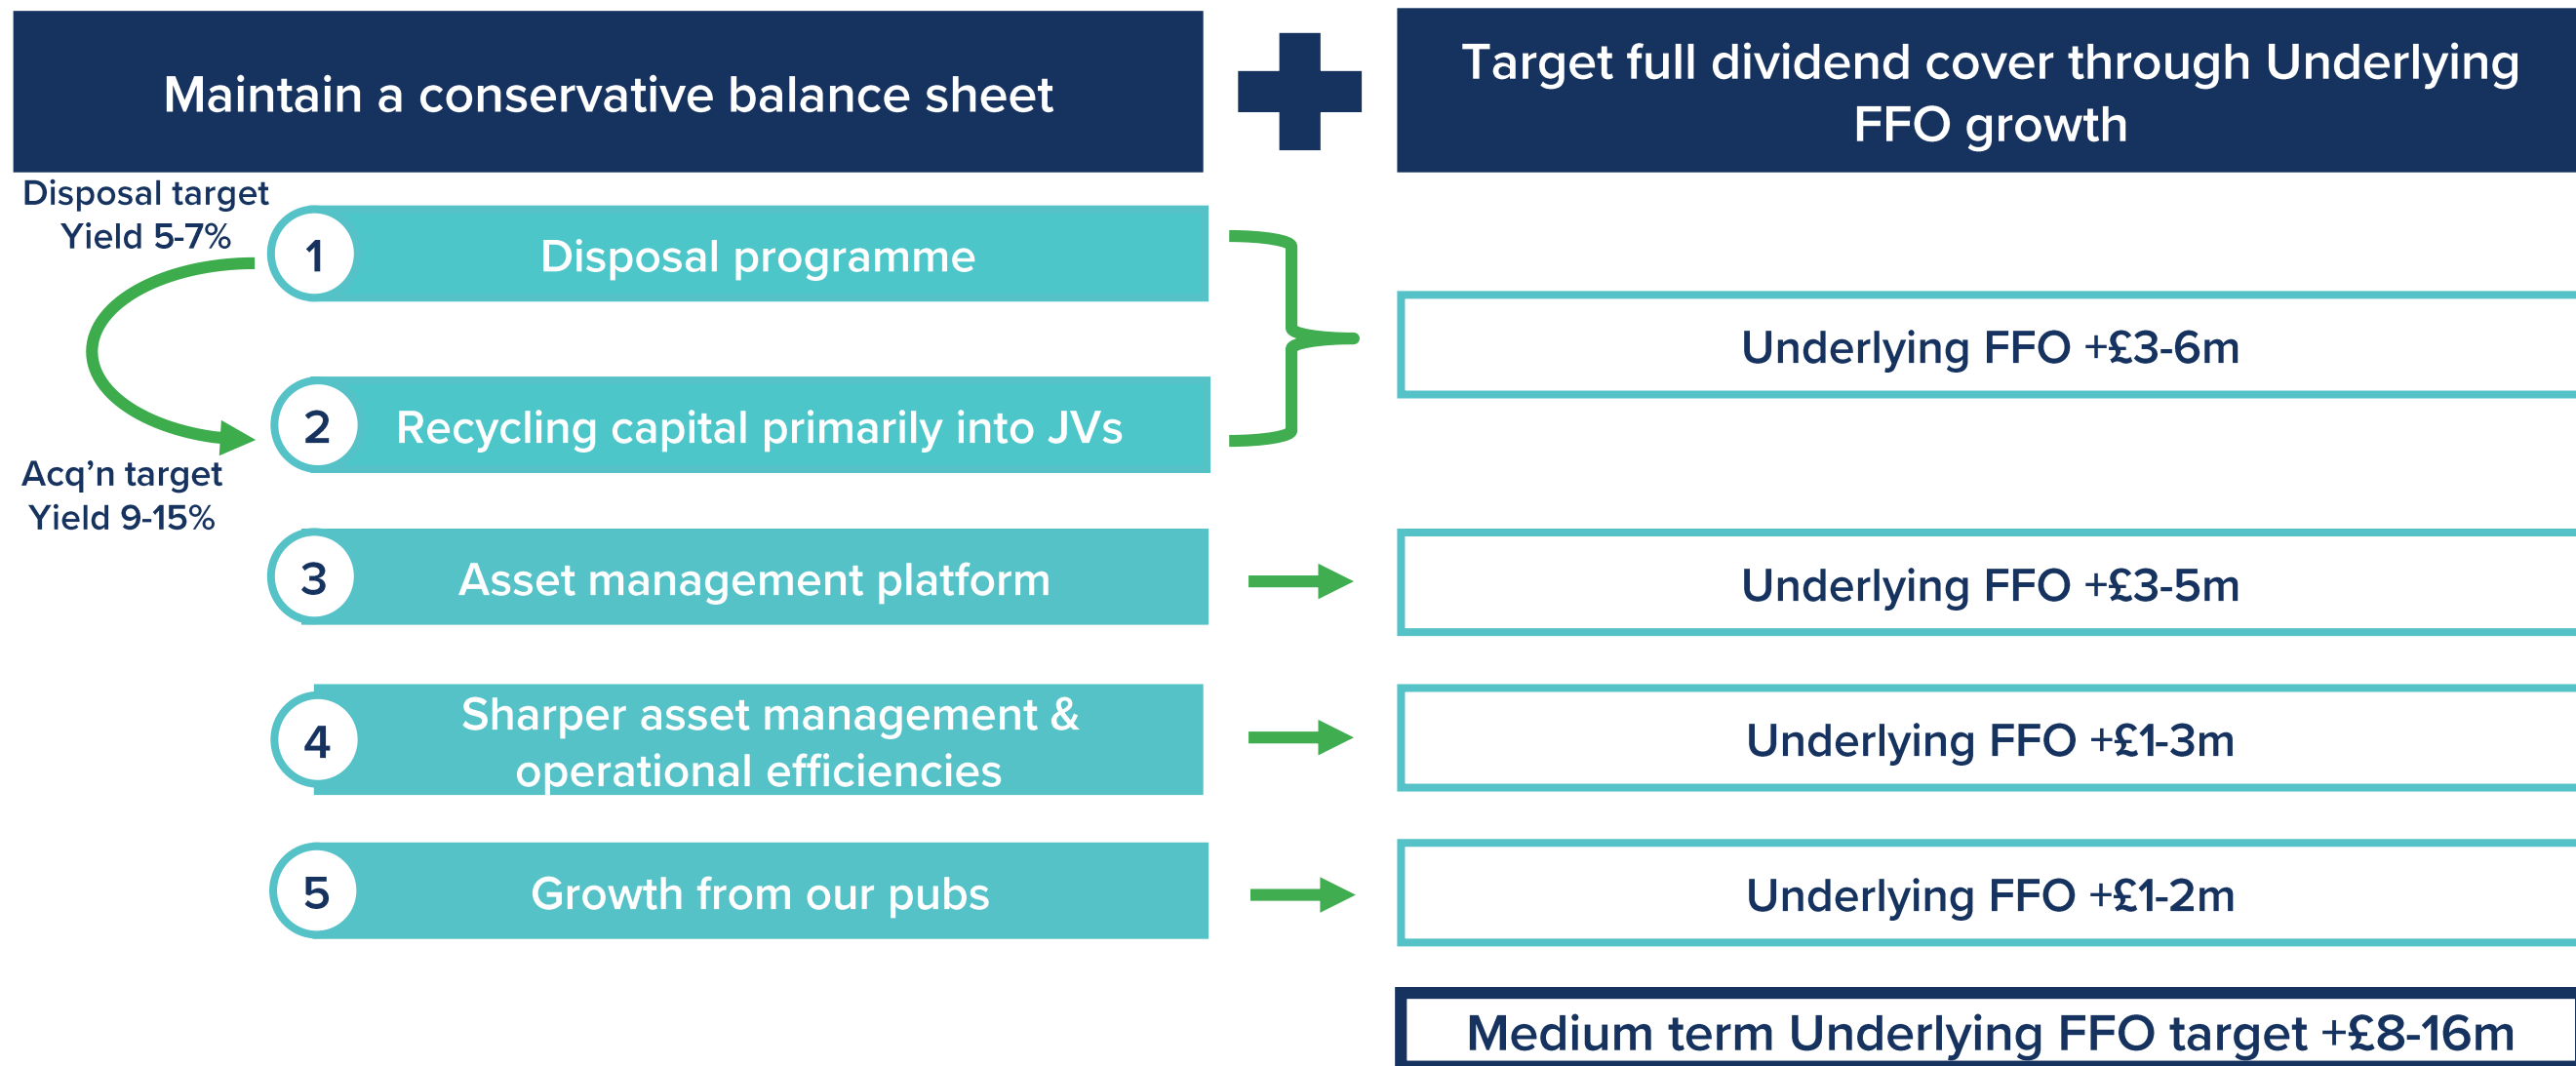 Maintain a conservative balance sheet
Target full dividend cover through Underlying
FFO growth
Disposal target
Yield 5-7%
1
Disposal programme
Underlying FFO +£3-6m
2
Recycling capital primarily into JVs
Acq’n target
Yield 9-15%
3
Asset management platform
Underlying FFO +£3-5m
4
Sharper asset management &
operational efficiencies
Underlying FFO +£1-3m
5
Growth from our pubs
Underlying FFO +£1-2m
Medium term Underlying FFO target +£8-16m